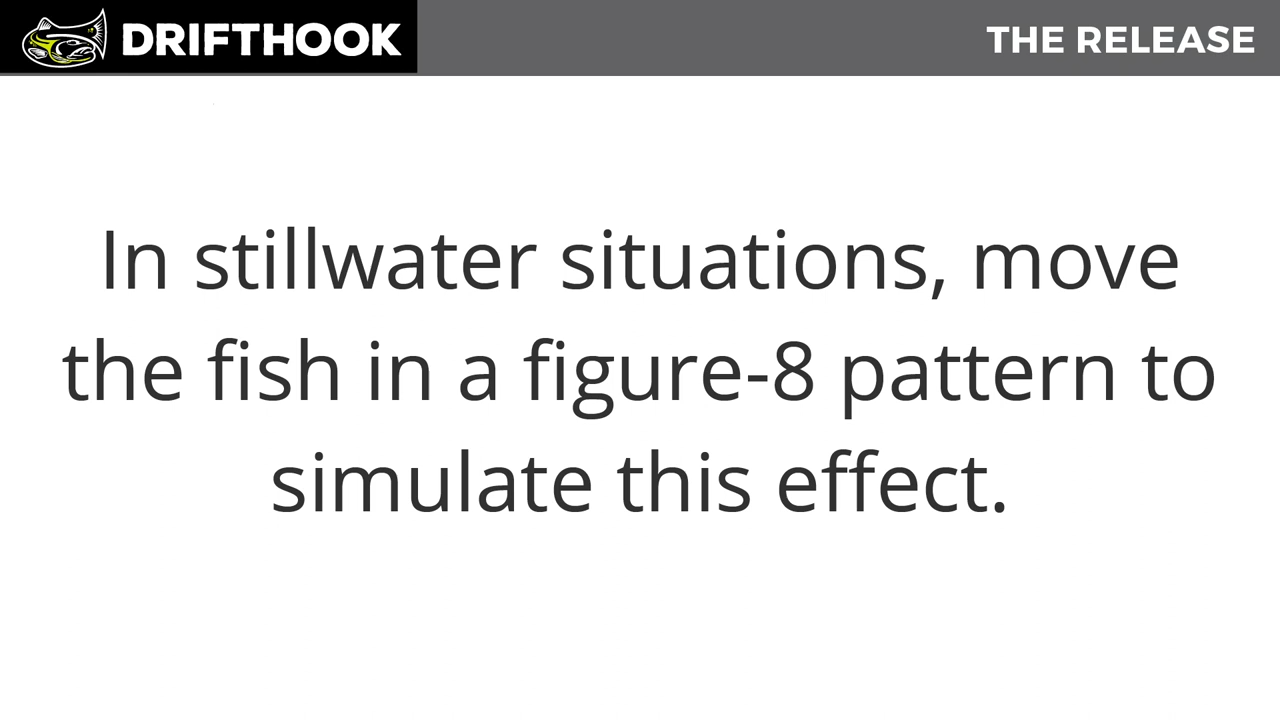 DRIFTHOOK
THE RELEASE
In stillwater situations, move
the fish in a figure-8 pattern to
simulate this effect.